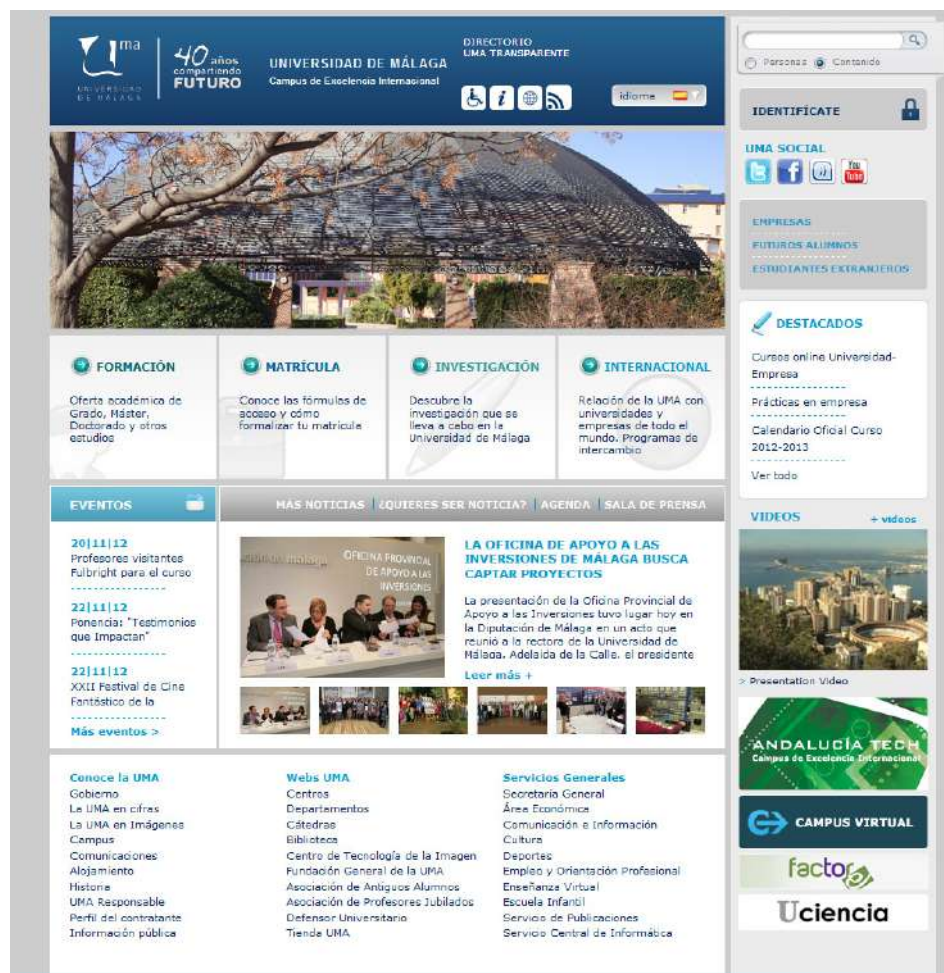 uma
UNIVERSIDAD
DE MÁLAGA
40 años
compartiendo
FUTURO
UNIVERSIDAD DE MÁLAGA
Campus de Excelencia Internacional
DIRECTORIO
UMA TRANSPARENTE
idioma
Personas Contenido
IDENTIFÍCATE
UMA SOCIAL
You
Tube
EMPRESAS
FUTUROS ALUMNOS
ESTUDIANTES EXTRANJEROS
DESTACADOS
Cursos online Universidad-
Empresa
Prácticas en empresa
Calendario Oficial Curso
2012-2013
Ver todo
FORMACIÓN
Oferta académica de
Grado, Máster,
Doctorado y otros
estudios
MATRÍCULA
Conoce las fórmulas de
acceso y cómo
formalizar tu matrícula
INVESTIGACIÓN
Descubre la
investigación que se
lleva a cabo en la
Universidad de Málaga
INTERNACIONAL
Relación de la UMA con
universidades y
empresas de todo el
mundo. Programas de
intercambio
EVENTOS
20|11|12
Profesores visitantes
Fulbright para el curso
22|11|12
Ponencia: "Testimonios
que Impactan"
22|11|12
XXII Festival de Cine
Fantástico de la
Más eventos >
MÁS NOTICIAS | ¿QUIERES SER NOTICIA? | AGENDA | SALA DE PRENSA
OFICINA PROVINCIAL
DE APOYO A LAS
INVERSIONES
LA OFICINA DE APOYO A LAS
INVERSIONES DE MÁLAGA BUSCA
CAPTAR PROYECTOS
La presentación de la Oficina Provincial de
Apoyo a las Inversiones tuvo lugar hoy en
la Diputación de Málaga en un acto que
reunió a la rectora de la Universidad de
Málaga, Adelaida de la Calle, el presidente
Leer más +
VIDEOS + videos
> Presentation Video
ANDALUCÍA TECH
Campus de Excelencia Internacional
CAMPUS VIRTUAL
factor
Uciencia
Conoce la UMA
Gobierno
La UMA en cifras
La UMA en Imágenes
Campus
Comunicaciones
Alojamiento
Historia
UMA Responsable
Perfil del contratante
Información pública
Webs UMA
Centros
Departamentos
Cátedras
Biblioteca
Centro de Tecnología de la Imagen
Fundación General de la UMA
Asociación de Antiguos Alumnos
Asociación de Profesores Jubilados
Defensor Universitario
Tienda UMA
Servicios Generales
Secretaría General
Área Económica
Comunicación e Información
Cultura
Deportes
Empleo y Orientación Profesional
Enseñanza Virtual
Escuela Infantil
Servicio de Publicaciones
Servicio Central de Informática